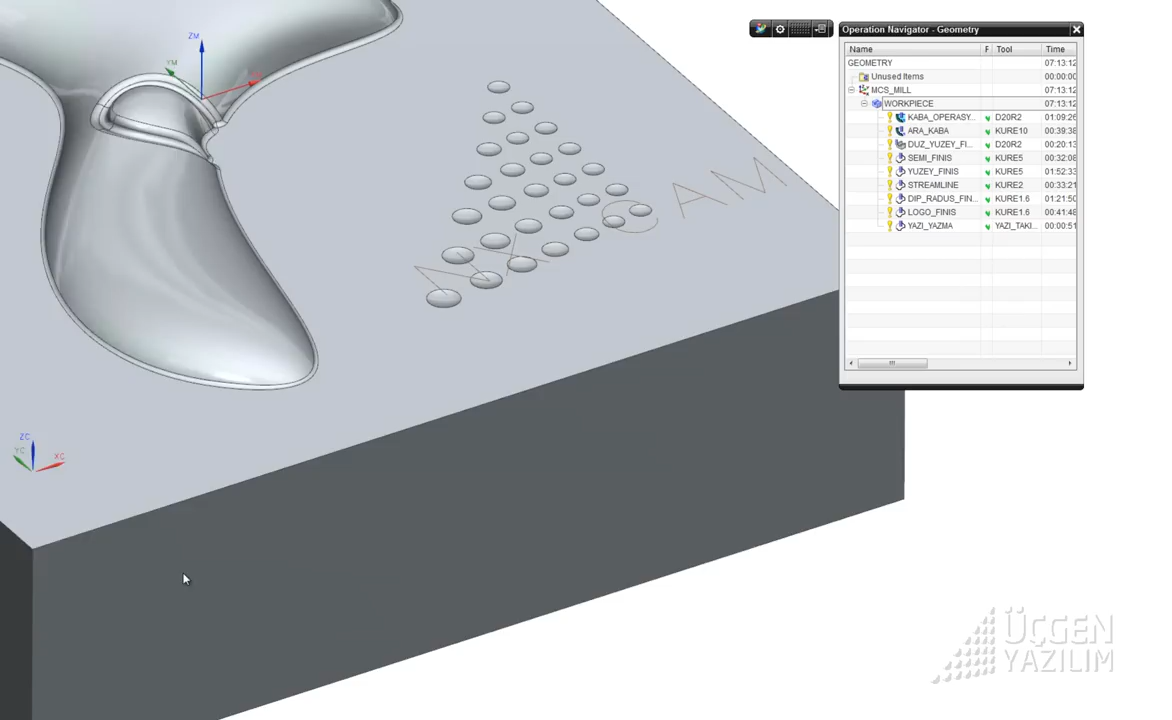 Operation Navigator - Geometry
Name F Tool Time
GEOMETRY 07:13:12
Unused Items 00:00:00
MCS_MILL 07:13:12
WORKPIECE 07:13:12
KABA_OPERASY... D20R2 01:09:26
ARA_KABA KURE10 00:39:38
DUZ_YUZEY_FI... D20R2 00:20:13
SEMI_FINIS KURE5 00:32:08
YUZEY_FINIS KURE5 01:52:33
STREAMLINE KURE2 00:33:21
DIP_RADUS_FIN... KURE1.6 01:21:50
LOGO_FINIS KURE1.6 00:41:48
YAZI_YAZMA YAZI_TAKI... 00:00:51
ZM
YM
NX CAM
ZC
YC
XC
ÜÇGEN
YAZILIM